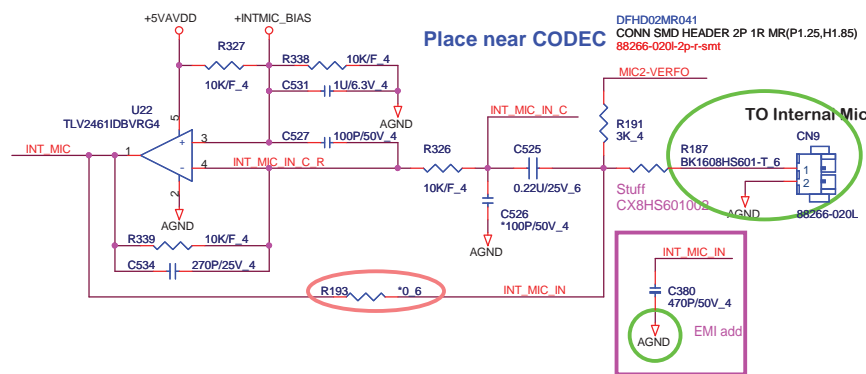 +5VAVDD
+INTMIC_BIAS
Place near CODEC
DFHD02MR041
CONN SMD HEADER 2P 1R MR(P1.25,H1.85)
88266-020l-2p-r-smt
R327
10K/F_4
R338
10K/F_4
C531
1U/6.3V_4
AGND
MIC2-VERFO
U22
TLV2461IDBVRG4
INT_MIC_IN_C
R191
3K_4
TO Internal Mic
INT_MIC
1
5
3
+
4
-
2
C527
100P/50V_4
INT_MIC_IN_C_R
R326
10K/F_4
C525
0.22U/25V_6
R187
BK1608HS601-T_6
CN9
1
2
88266-020L
AGND
Stuff
CX8HS601002
C526
*100P/50V_4
AGND
AGND
R339
10K/F_4
C534
270P/25V_4
R193
*0_6
INT_MIC_IN
INT_MIC_IN
C380
470P/50V_4
AGND
EMI add